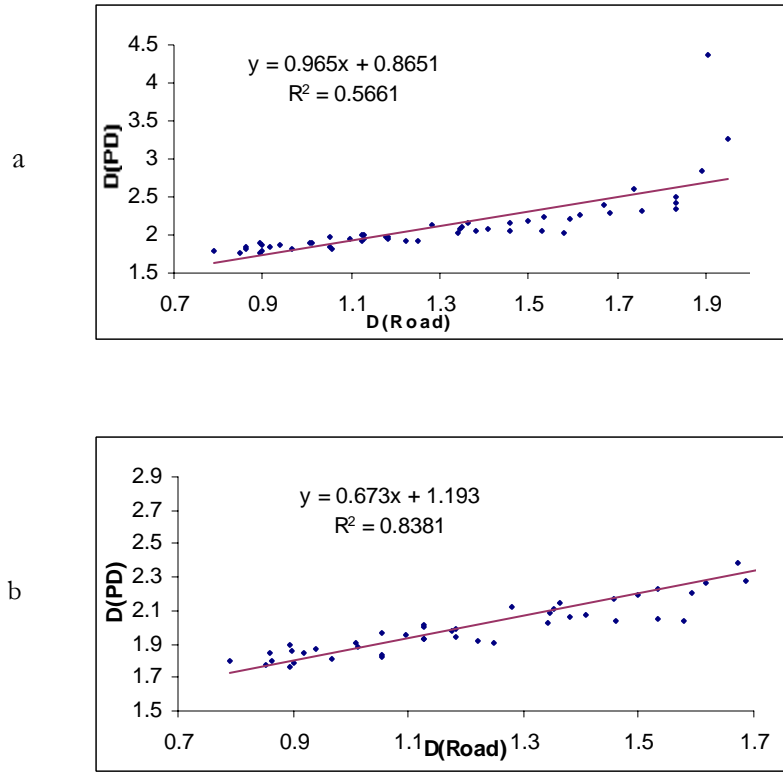 a
y = 0.965x + 0.8651
R² = 0.5661
D(PD)
4.5
4
3.5
3
2.5
2
1.5
0.7 0.9 1.1 1.3 1.5 1.7 1.9
D(Road)
b
y = 0.673x + 1.193
R² = 0.8381
D(PD)
2.9
2.7
2.5
2.3
2.1
1.9
1.7
1.5
0.7 0.9 1.1 1.3 1.5 1.7
D(Road)